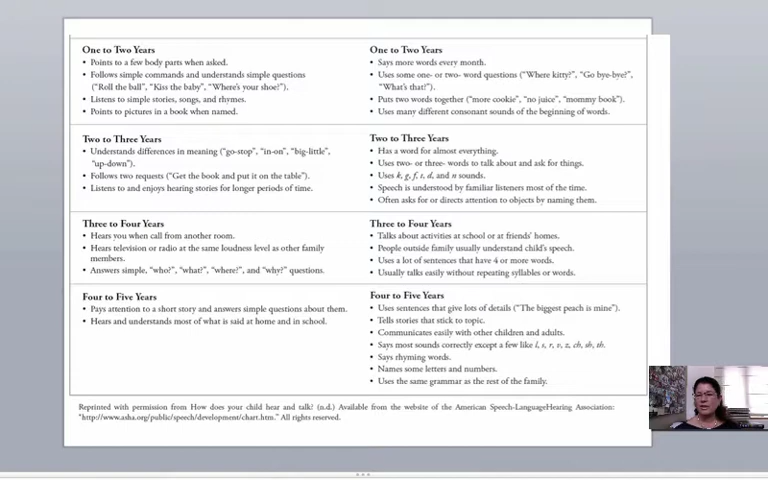 One to Two Years
• Points to a few body parts when asked.
• Follows simple commands and understands simple questions
("Roll the ball", "Kiss the baby", "Where's your shoe?").
• Listens to simple stories, songs, and rhymes.
• Points to pictures in a book when named.
One to Two Years
• Says more words every month.
• Uses some one- or two- word questions ("Where kitty?", "Go bye-bye?",
"What's that?").
• Puts two words together ("more cookie", "no juice", "mommy book").
• Uses many different consonant sounds of the beginning of words.
Two to Three Years
• Understands differences in meaning ("go-stop", "in-on", "big-little",
"up-down").
• Follows two requests ("Get the book and put it on the table").
• Listens to and enjoys hearing stories for longer periods of time.
Two to Three Years
• Has a word for almost everything.
• Uses two- or three- words to talk about and ask for things.
• Uses k, g, f, t, d, and n sounds.
• Speech is understood by familiar listeners most of the time.
• Often asks for or directs attention to objects by naming them.
Three to Four Years
• Hears you when call from another room.
• Hears television or radio at the same loudness level as other family
members.
• Answers simple, "who?", "what?", "where?", and "why?" questions.
Three to Four Years
• Talks about activities at school or at friends' homes.
• People outside family usually understand child's speech.
• Uses a lot of sentences that have 4 or more words.
• Usually talks easily without repeating syllables or words.
Four to Five Years
• Pays attention to a short story and answers simple questions about them.
• Hears and understands most of what is said at home and in school.
Four to Five Years
• Uses sentences that give lots of details ("The biggest peach is mine").
• Tells stories that stick to topic.
• Communicates easily with other children and adults.
• Says most sounds correctly except a few like l, s, r, v, z, ch, sh, th.
• Says rhyming words.
• Names some letters and numbers.
• Uses the same grammar as the rest of the family.
Reprinted with permission from How does your child hear and talk? (n.d.) Available from the website of the American Speech-LanguageHearing Association:
"http://www.asha.org/public/speech/development/chart.htm." All rights reserved.